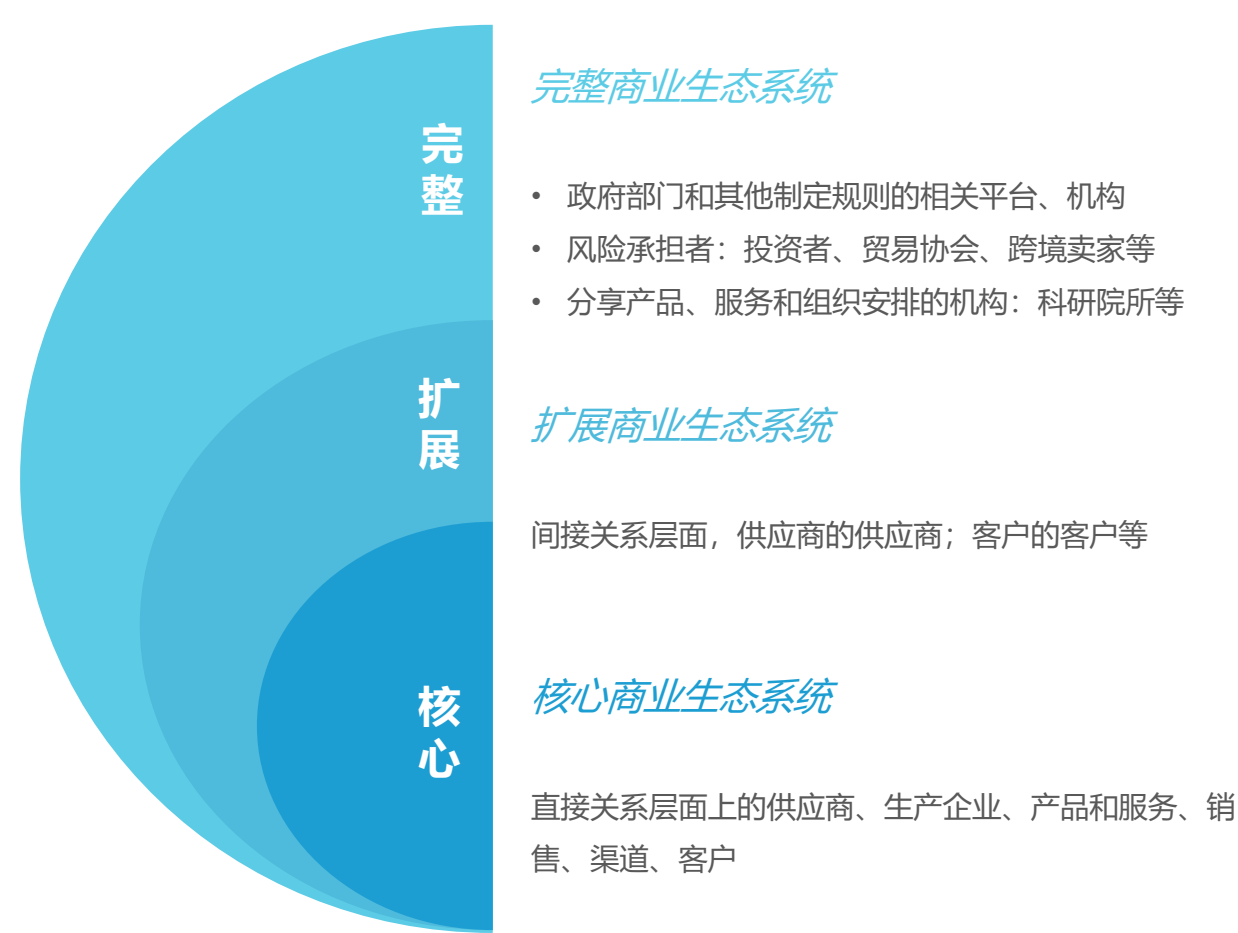 完整
完整商业生态系统
• 政府部门和其他制定规则的相关平台、机构
• 风险承担者：投资者、贸易协会、跨境卖家等
• 分享产品、服务和组织安排的机构：科研院所等
扩展
扩展商业生态系统
间接关系层面，供应商的供应商；客户的客户等
核心
核心商业生态系统
直接关系层面上的供应商、生产企业、产品和服务、销
售、渠道、客户